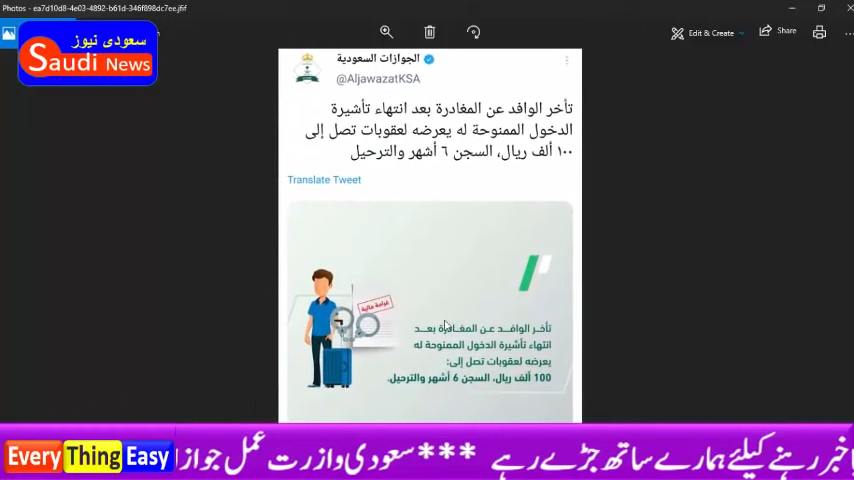 Photos - ea7d10d8-4e03-4892-b61d-346f898dc7ee.jfif
Edit & Create
Share
سعودی نیوز
Saudi News
الجوازات السعودية
@AljawazatKSA
تأخر الوافد عن المغادرة بعد انتهاء تأشيرة
الدخول الممنوحة له يعرضه لعقوبات تصل إلى
١٠٠ ألف ريال، السجن ٦ أشهر والترحيل
Translate Tweet
غرامة مالية
تأخر الوافد عن المغادرة بعد
انتهاء تأشيرة الدخول الممنوحة له
يعرضه لعقوبات تصل إلى:
100 ألف ريال، السجن 6 أشهر والترحيل.
Every Thing Easy
باخبر رہنے کیلئے ہمارے ساتھ جڑے رہے *** سعودی وزارت عمل جوازا